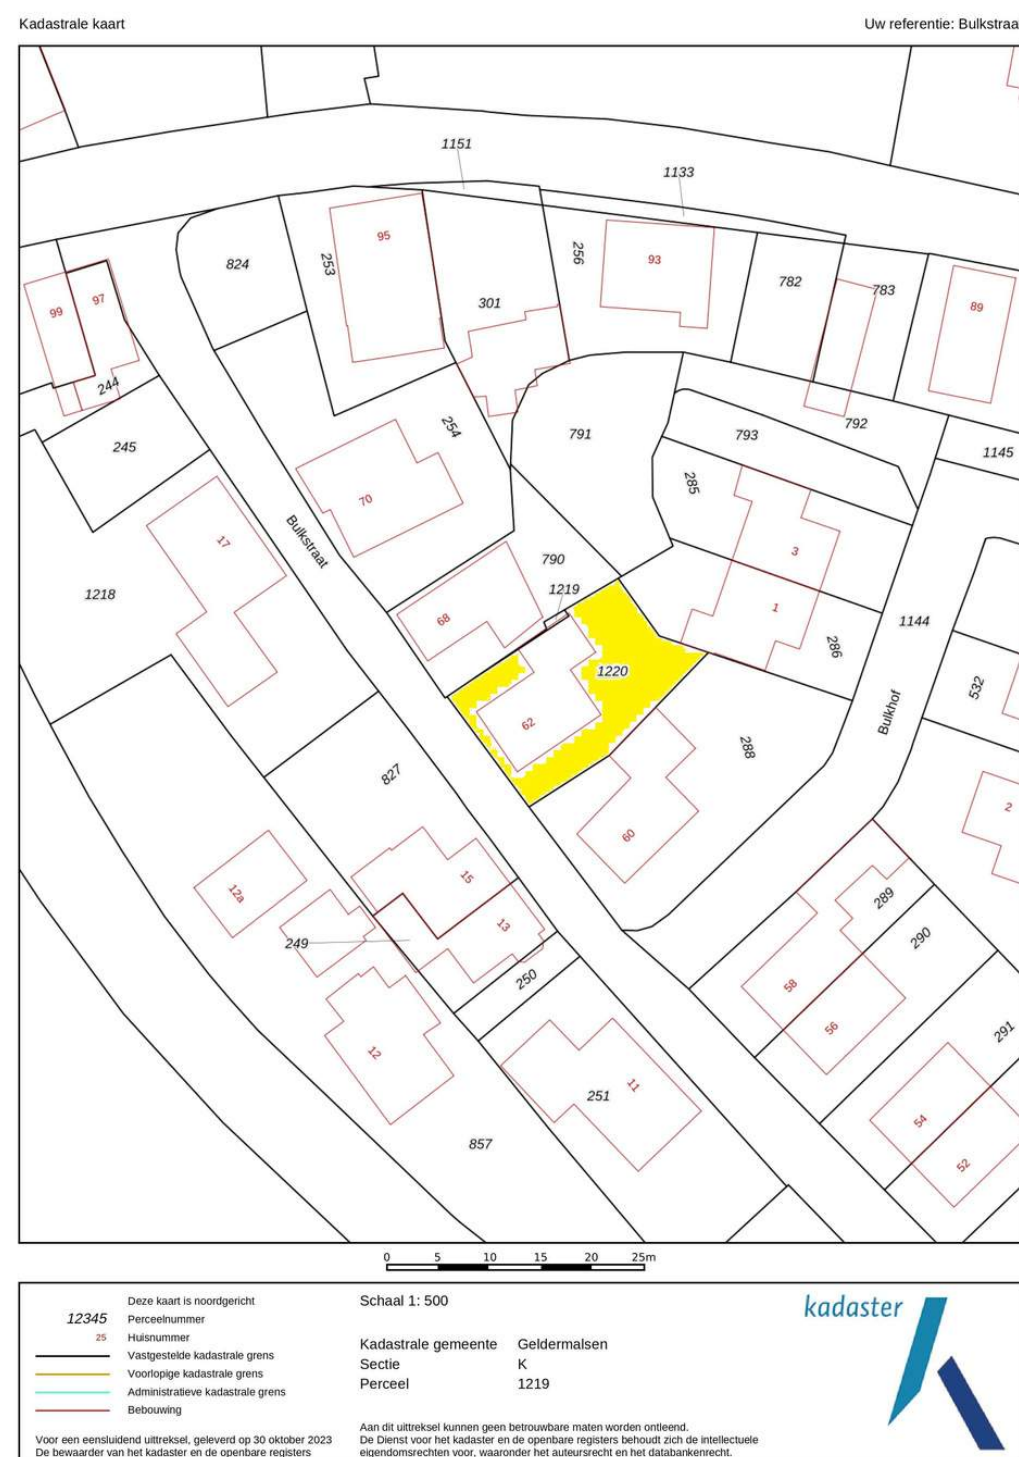 Kadastrale kaart
Uw referentie: Bulkstraa
1151
1133
95
824
253
256
93
782
783
89
99
97
301
244
792
254
791
793
1145
245
285
70
17
Bulkstraat
3
790
1219
1218
1
68
1144
286
1220
532
Bulkhof
62
288
827
2
60
15
12a
289
13
249
290
250
58
56
291
12
11
251
54
857
52
0 5 10 15 20 25m
Deze kaart is noordgericht
12345 Perceelnummer
25 Huisnummer
Vastgestelde kadastrale grens
Voorlopige kadastrale grens
Administratieve kadastrale grens
Bebouwing
Voor een eensluidend uittreksel, geleverd op 30 oktober 2023
De bewaarder van het kadaster en de openbare registers
Schaal 1: 500
Kadastrale gemeente Geldermalsen
Sectie K
Perceel 1219
Aan dit uittreksel kunnen geen betrouwbare maten worden ontleend.
De Dienst voor het kadaster en de openbare registers behoudt zich de intellectuele
eigendomsrechten voor, waaronder het auteursrecht en het databankenrecht.
kadaster